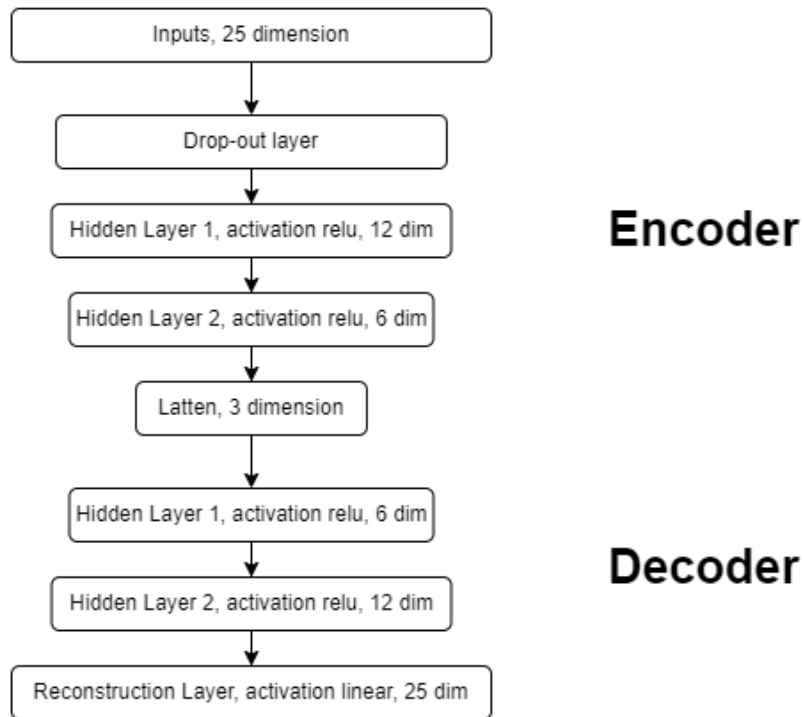 Inputs, 25 dimension
Drop-out layer
Hidden Layer 1, activation relu, 12 dim
Encoder
Hidden Layer 2, activation relu, 6 dim
Latten, 3 dimension
Hidden Layer 1, activation relu, 6 dim
Decoder
Hidden Layer 2, activation relu, 12 dim
Reconstruction Layer, activation linear, 25 dim